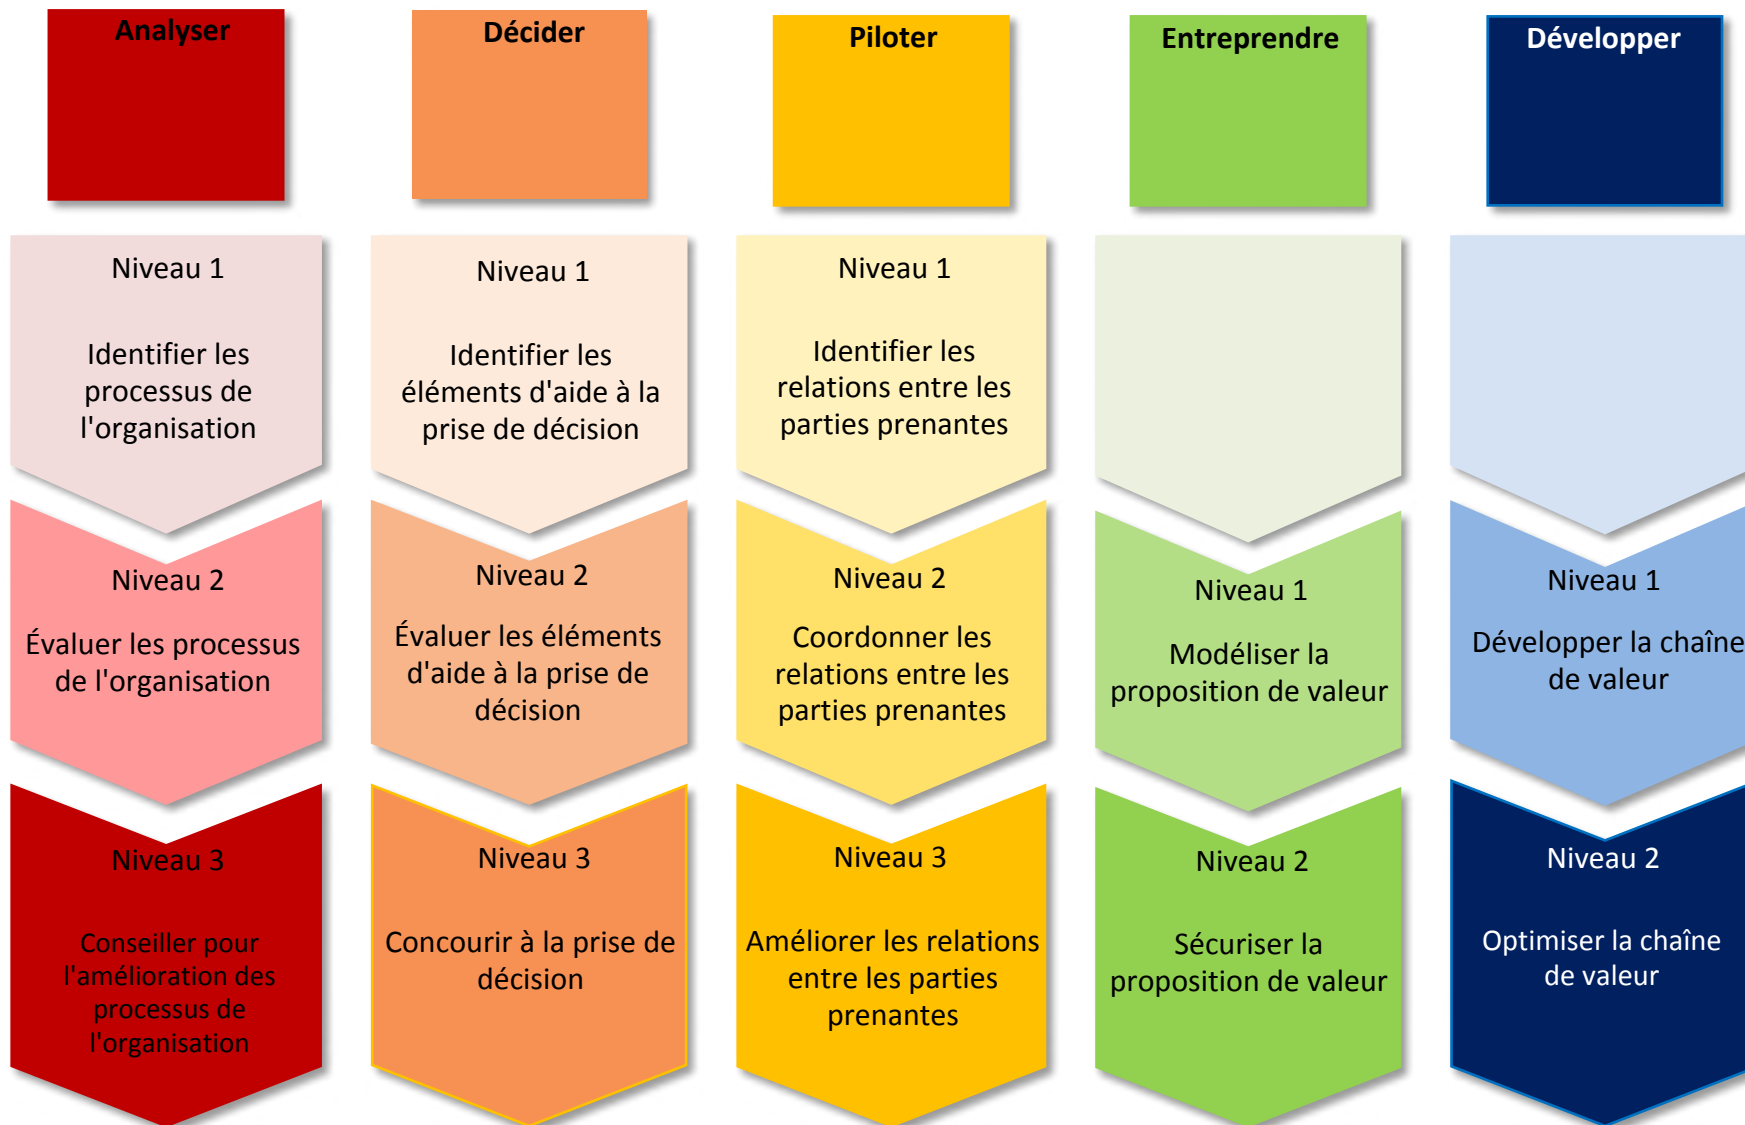 Analyser
Décider
Piloter
Entreprendre
Développer
Niveau 1
Identifier les
processus de
l'organisation
Niveau 1
Identifier les
éléments d'aide à la
prise de décision
Niveau 1
Identifier les
relations entre les
parties prenantes
Niveau 2
Évaluer les processus
de l'organisation
Niveau 2
Évaluer les éléments
d'aide à la prise de
décision
Niveau 2
Coordonner les
relations entre les
parties prenantes
Niveau 1
Modéliser la
proposition de valeur
Niveau 1
Développer la chaîne
de valeur
Niveau 3
Conseiller pour
l'amélioration des
processus de
l'organisation
Niveau 3
Concourir à la prise de
décision
Niveau 3
Améliorer les relations
entre les parties
prenantes
Niveau 2
Sécuriser la
proposition de valeur
Niveau 2
Optimiser la chaîne
de valeur